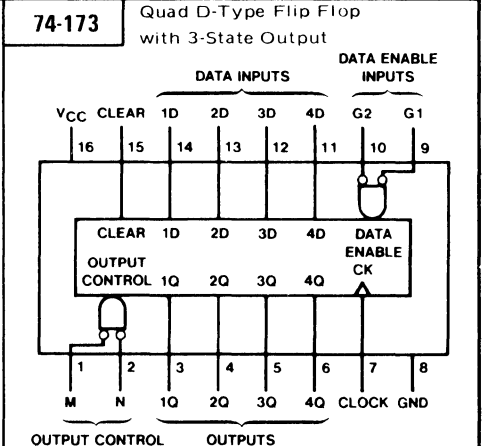 74-173
Quad D-Type Flip Flop
with 3-State Output
DATA INPUTS
DATA ENABLE
INPUTS
VCC CLEAR 1D 2D 3D 4D G2 G1
16 15 14 13 12 11 10 9
CLEAR 1D 2D 3D 4D DATA
ENABLE
OUTPUT
CONTROL 1Q 2Q 3Q 4Q CK
1 2 3 4 5 6 7 8
M N 1Q 2Q 3Q 4Q CLOCK GND
OUTPUT CONTROL OUTPUTS